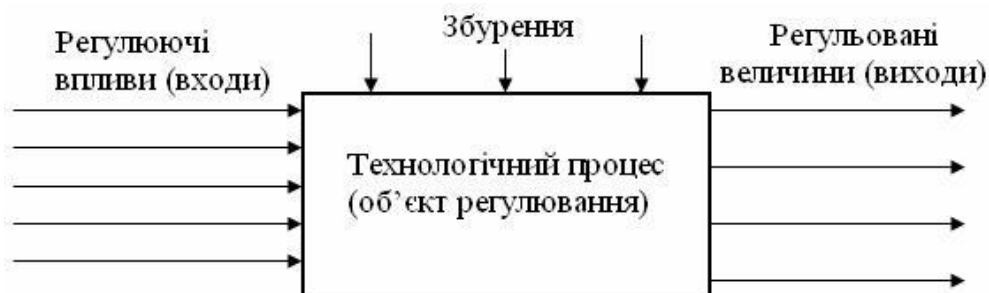 Регулюючі
впливи (входи)
Збурення
Регульовані
величини (виходи)
Технологічний процес
(об’єкт регулювання)